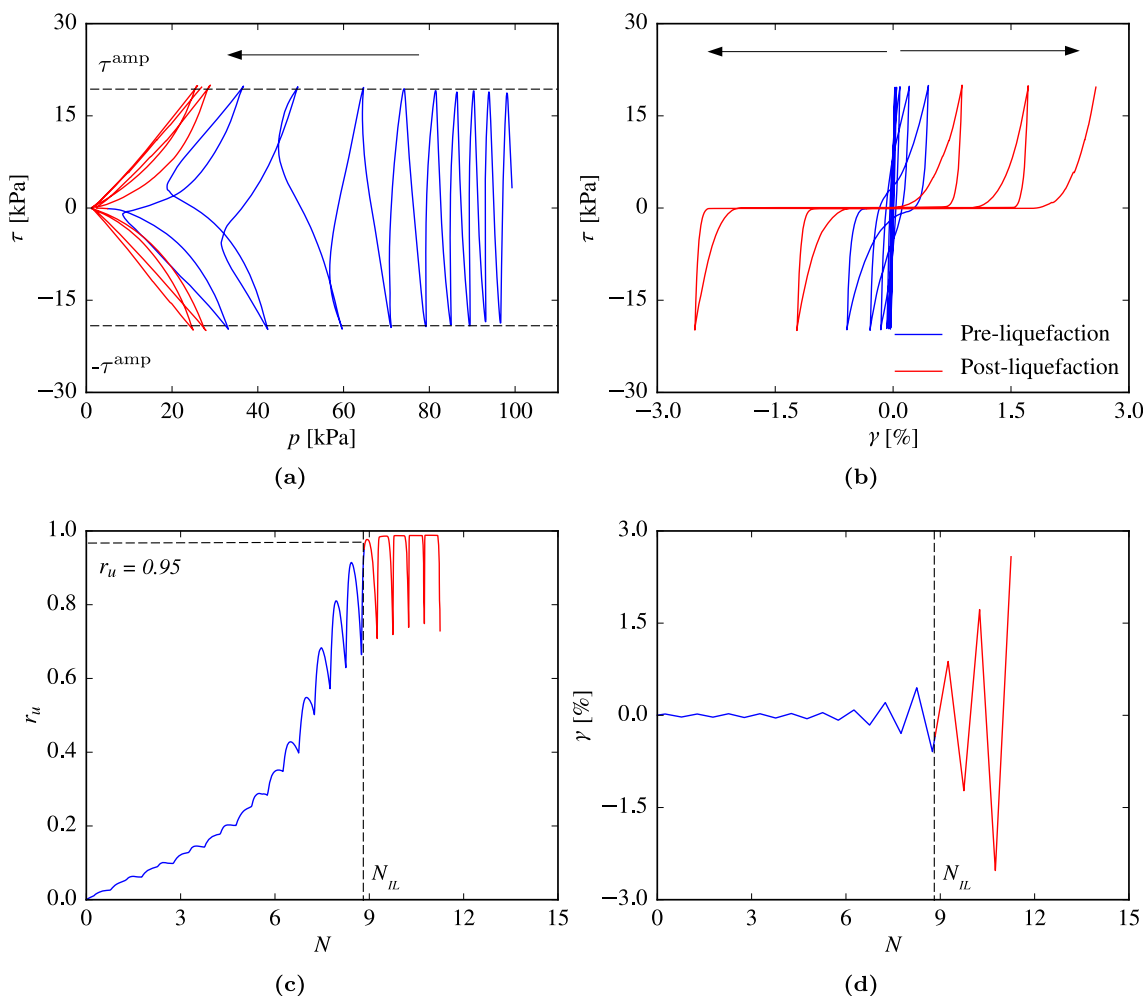 30
15
0
−15
−30
τ [kPa]
τ^amp
-τ^amp
0
20
40
60
80
100
p [kPa]
(a)
30
15
0
−15
−30
τ [kPa]
Pre-liquefaction
Post-liquefaction
−3.0
−1.5
0.0
1.5
3.0
γ [%]
(b)
1.0
0.8
0.6
0.4
0.2
0.0
r_u
r_u = 0.95
N_IL
0
3
6
9
12
15
N
(c)
3.0
1.5
0.0
−1.5
−3.0
γ [%]
N_IL
0
3
6
9
12
15
N
(d)